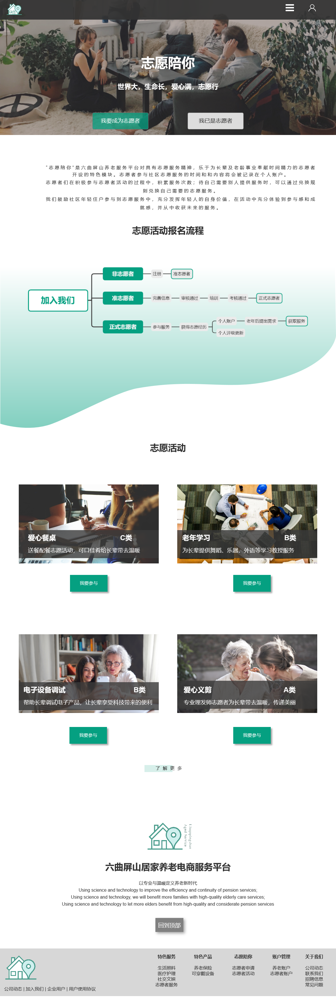 志愿陪你
世界大，生命长，爱心满，志愿行
我要成为志愿者
我已是志愿者
“志愿陪你”是六曲屏山养老服务平台对具有志愿服务精神，乐于为长辈及老龄事业奉献时间精力的志愿者
开设的特色模块。志愿者参与社区志愿服务的时间和和内容将会被记录在个人账户。
志愿者们在积极参与志愿者活动的过程中，积累服务次数；待自己需要别人提供服务时，可以通过兑换规
则兑换自己需要的志愿服务。
我们鼓励社区年轻住户参与到志愿服务中，充分发挥年轻人的自身价值，在活动中充分体验到参与感和成
就感，并从中收获未来的服务。
志愿活动报名流程
加入我们
非志愿者 注册 准志愿者
准志愿者 完善信息 审核通过 培训 考核通过 正式志愿者
正式志愿者 参与服务 获得志愿经历
个人账户 老年后提出需求 获取服务
个人评级更新
志愿活动
爱心餐桌 C类
送餐配餐志愿活动，可口佳肴给长辈带去温暖
我要参与
老年学习 B类
为长辈提供舞蹈、乐器、外语等学习教授服务
我要参与
电子设备调试 B类
帮助长辈调试电子产品，让长辈享受科技带来的便利
我要参与
爱心义剪 A类
专业理发师志愿者为长辈带去温暖，传递美丽
我要参与
了解更多
Liuqupingshan
Aged Service
六曲屏山居家养老电商服务平台
以专业与温暖定义养老新时代
Using science and technology to improve the efficiency and continuity of pension services;
Using science and technology, we will benefit more families with high-quality elderly care services;
Using science and technology to let more elders benefit from high-quality and considerate pension services
回到顶部
特色服务
生活照料
医疗护理
社交文娱
志愿者服务
特色产品
养老保险
可穿戴设备
志愿陪你
志愿者申请
志愿者活动
账户管理
养老账户
志愿者账户
关于我们
公司动态
联系我们
招聘信息
常见问题
公司动态 | 加入我们 | 企业用户 | 用户使用协议